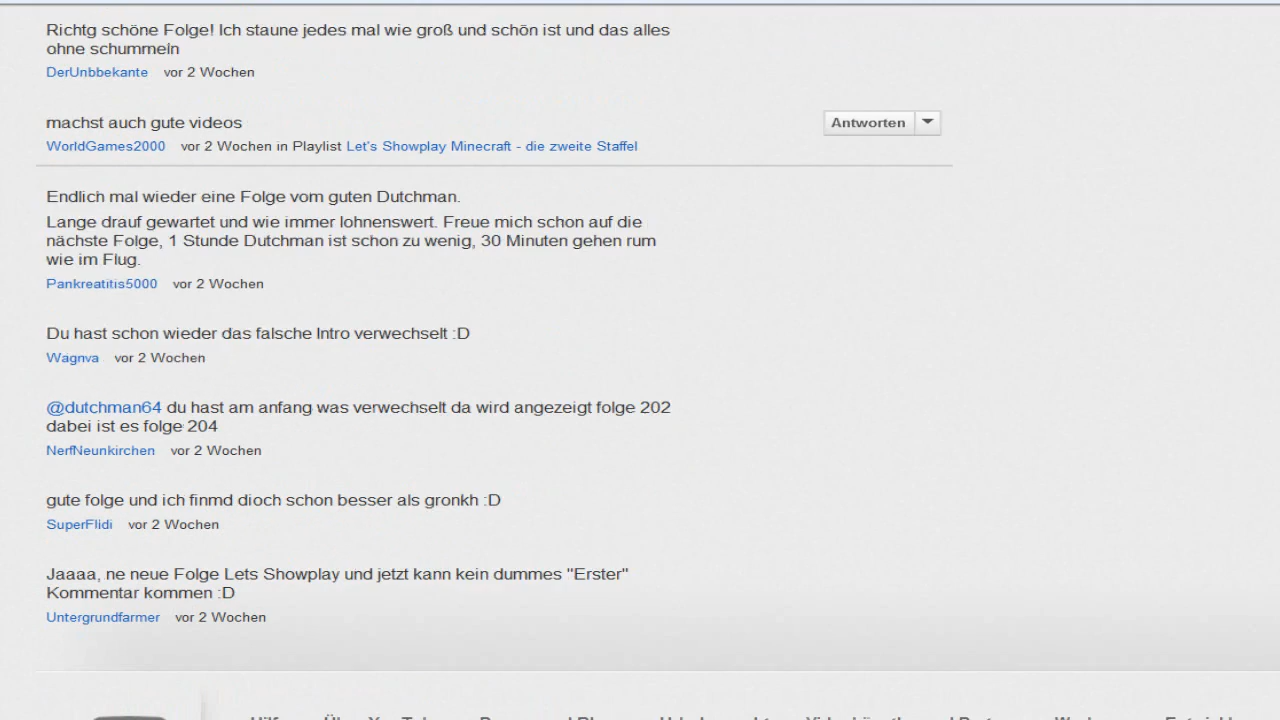 Richtg schöne Folge! Ich staune jedes mal wie groß und schön ist und das alles
ohne schummeln
DerUnbbekante vor 2 Wochen
machst auch gute videos
Antworten
WorldGames2000 vor 2 Wochen in Playlist Let's Showplay Minecraft - die zweite Staffel
Endlich mal wieder eine Folge vom guten Dutchman.
Lange drauf gewartet und wie immer lohnenswert. Freue mich schon auf die
nächste Folge, 1 Stunde Dutchman ist schon zu wenig, 30 Minuten gehen rum
wie im Flug.
Pankreatitis5000 vor 2 Wochen
Du hast schon wieder das falsche Intro verwechselt :D
Wagnva vor 2 Wochen
@dutchman64 du hast am anfang was verwechselt da wird angezeigt folge 202
dabei ist es folge 204
NerfNeunkirchen vor 2 Wochen
gute folge und ich finmd dioch schon besser als gronkh :D
SuperFlidi vor 2 Wochen
Jaaaa, ne neue Folge Lets Showplay und jetzt kann kein dummes "Erster"
Kommentar kommen :D
Untergrundfarmer vor 2 Wochen